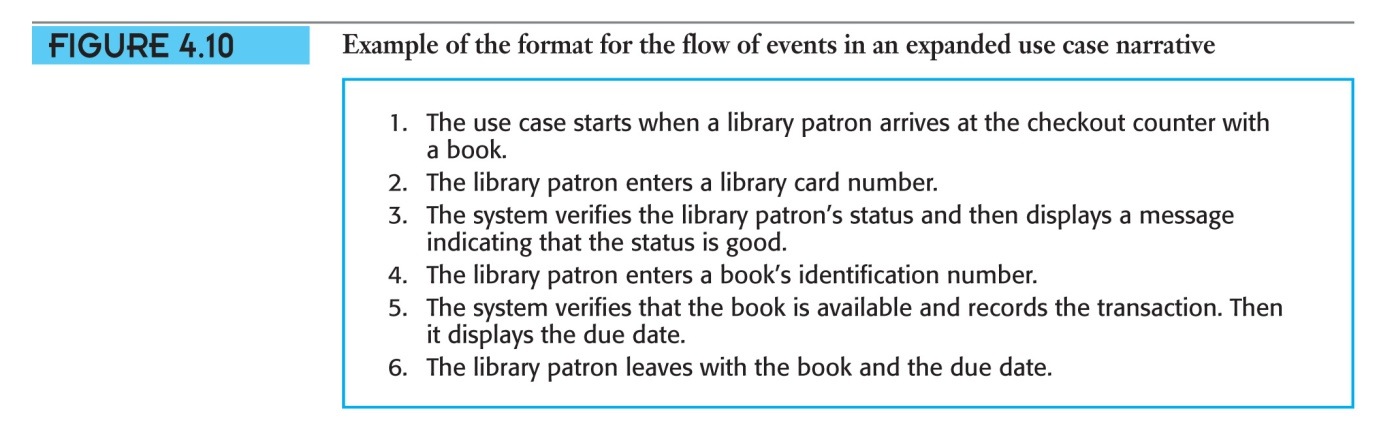 FIGURE 4.10
Example of the format for the flow of events in an expanded use case narrative
1. The use case starts when a library patron arrives at the checkout counter with
a book.
2. The library patron enters a library card number.
3. The system verifies the library patron's status and then displays a message
indicating that the status is good.
4. The library patron enters a book's identification number.
5. The system verifies that the book is available and records the transaction. Then
it displays the due date.
6. The library patron leaves with the book and the due date.